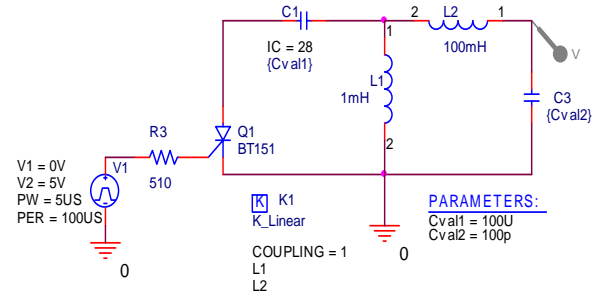 C1
IC = 28
{Cval1}
1
2
L2
1
100mH
L1
1mH
2
V
C3
{Cval2}
R3
510
Q1
BT151
V1 = 0V
V2 = 5V
PW = 5US
PER = 100US
V1
0
K K1
K_Linear
COUPLING = 1
L1
L2
0
PARAMETERS:
Cval1 = 100U
Cval2 = 100p